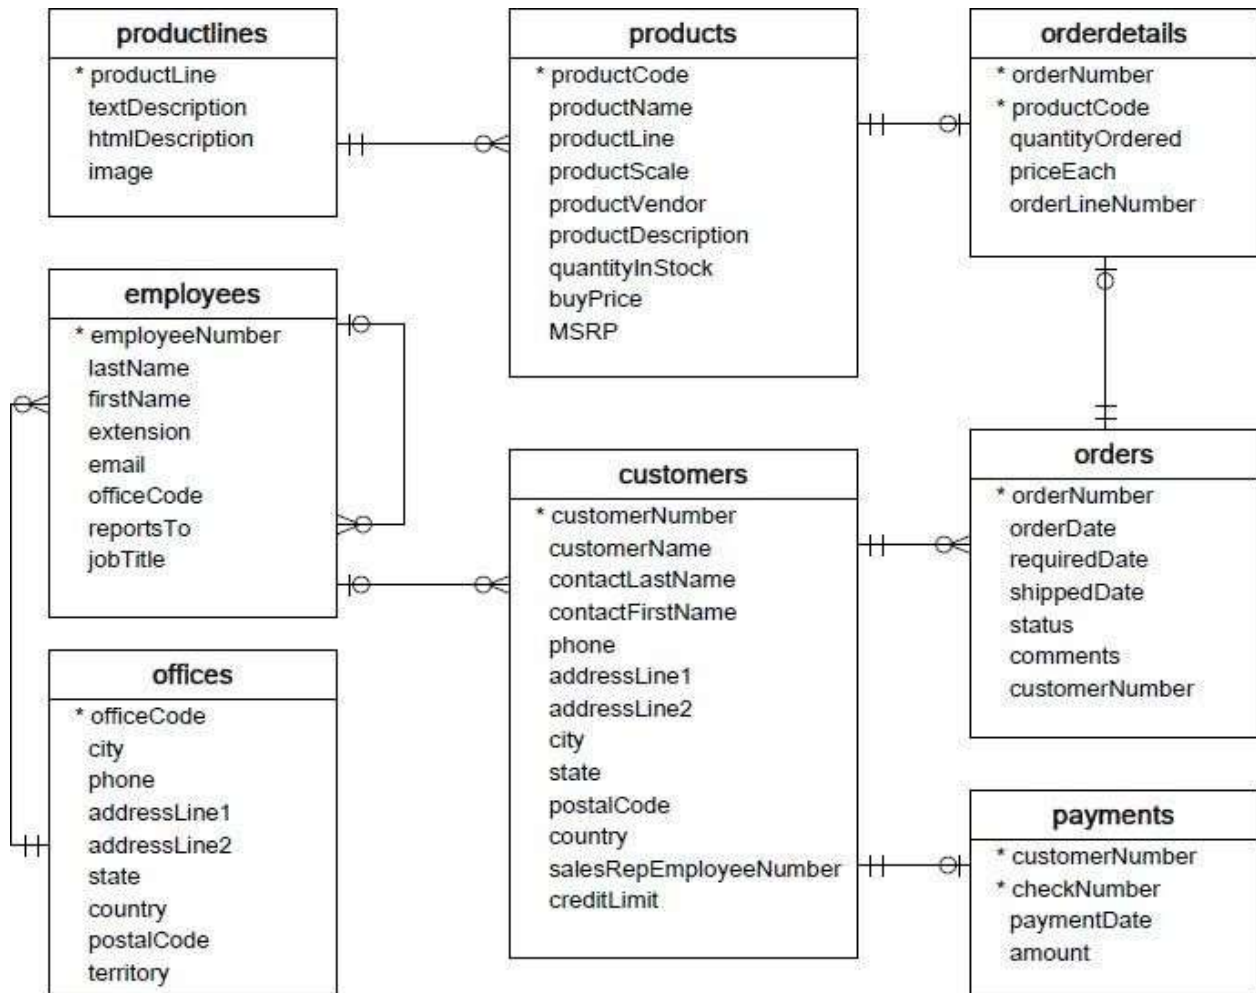 productlines
* productLine
textDescription
htmlDescription
image
products
* productCode
productName
productLine
productScale
productVendor
productDescription
quantityInStock
buyPrice
MSRP
orderdetails
* orderNumber
* productCode
quantityOrdered
priceEach
orderLineNumber
employees
* employeeNumber
lastName
firstName
extension
email
officeCode
reportsTo
jobTitle
customers
* customerNumber
customerName
contactLastName
contactFirstName
phone
addressLine1
addressLine2
city
state
postalCode
country
salesRepEmployeeNumber
creditLimit
orders
* orderNumber
orderDate
requiredDate
shippedDate
status
comments
customerNumber
offices
* officeCode
city
phone
addressLine1
addressLine2
state
country
postalCode
territory
payments
* customerNumber
* checkNumber
paymentDate
amount